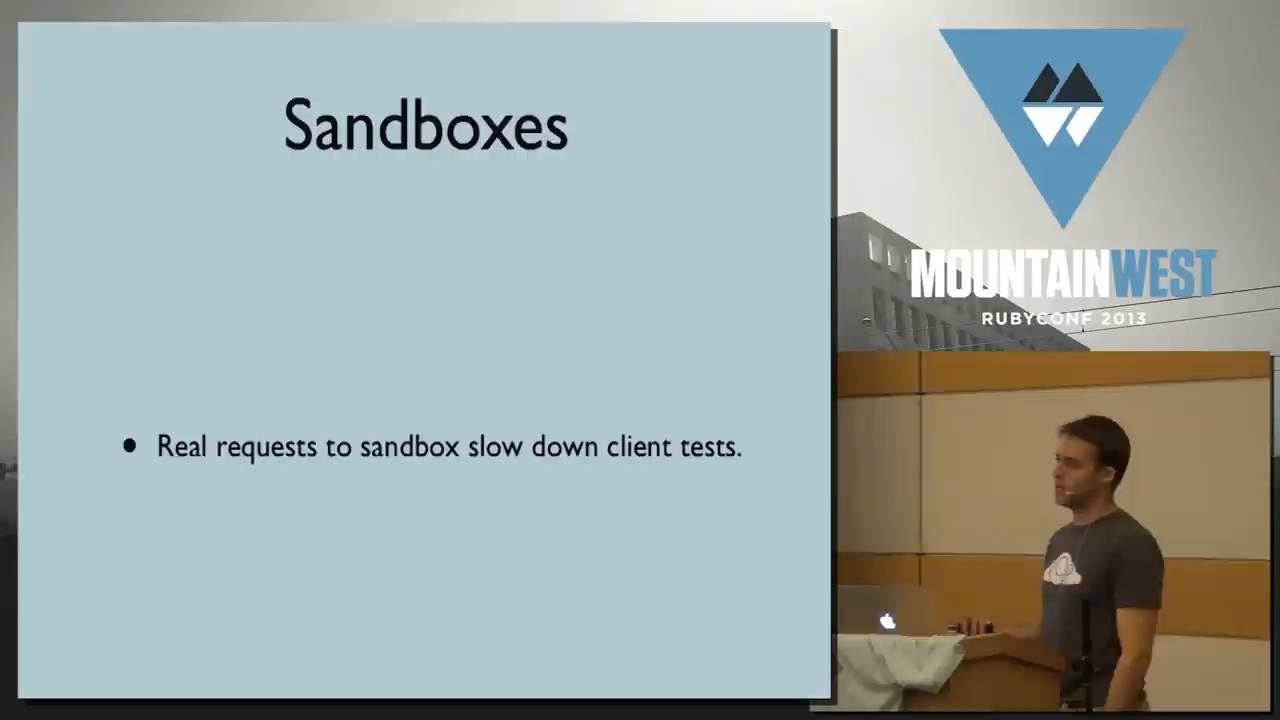 Sandboxes
• Real requests to sandbox slow down client tests.
MOUNTAINWEST
RUBYCONF 2013